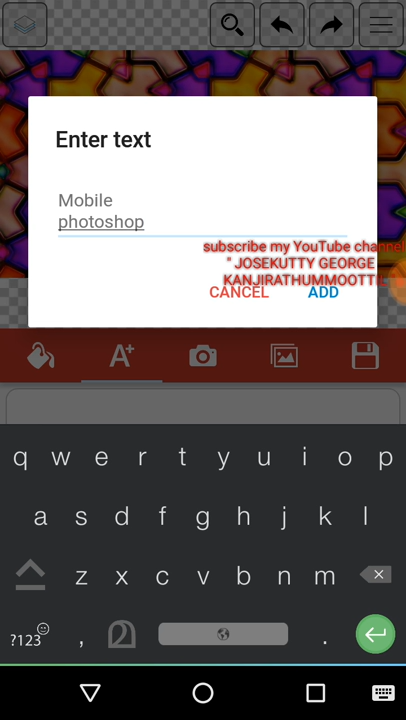 Enter text
Mobile
photoshop
subscribe my YouTube channel
" JOSEKUTTY GEORGE
KANJIRATHUMMOOTTIL
CANCEL ADD
A+
q w e r t y u i o p
a s d f g h j k l
z x c v b n m
?123 , മ .